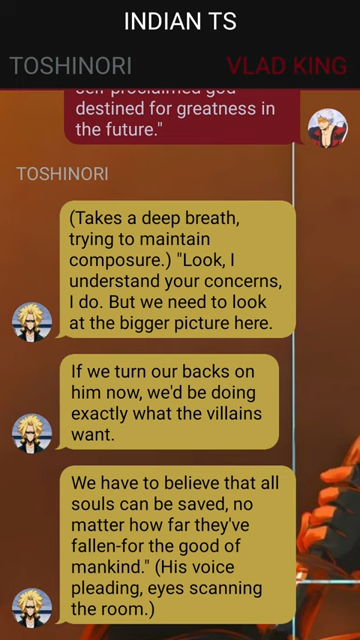 INDIAN TS
TOSHINORI
VLAD KING
self-proclaimed god
destined for greatness in
the future."
TOSHINORI
(Takes a deep breath,
trying to maintain
composure.) "Look, I
understand your concerns,
I do. But we need to look
at the bigger picture here.
If we turn our backs on
him now, we'd be doing
exactly what the villains
want.
We have to believe that all
souls can be saved, no
matter how far they've
fallen-for the good of
mankind." (His voice
pleading, eyes scanning
the room.)